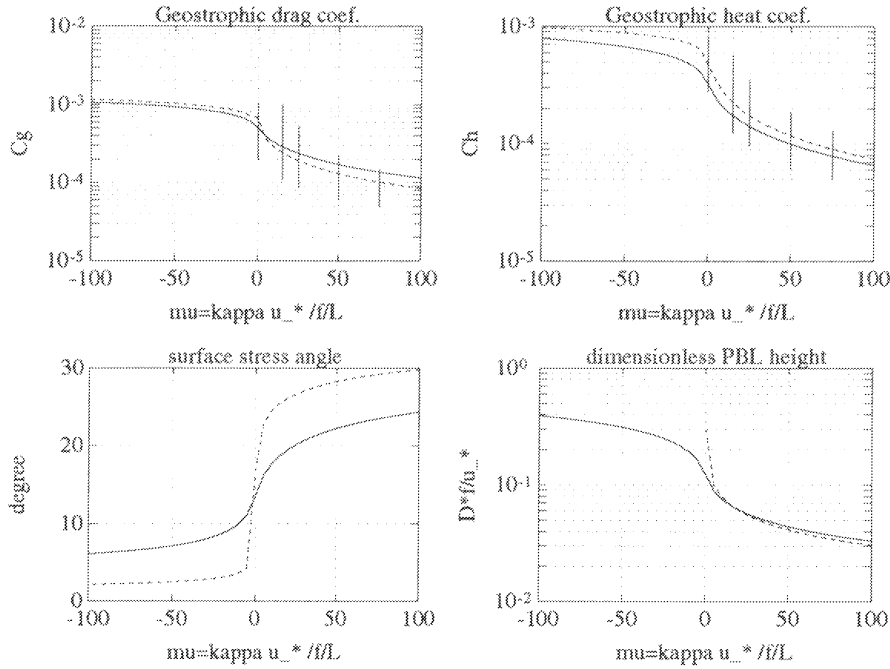 Geostrophic drag coef.
10^-2
10^-3
10^-4
10^-5
Cg
-100 -50 0 50 100
mu=kappa u_* /f/L
Geostrophic heat coef.
10^-3
10^-4
10^-5
Ch
-100 -50 0 50 100
mu=kappa u_* /f/L
surface stress angle
30
20
10
0
degree
-100 -50 0 50 100
mu=kappa u_* /f/L
dimensionless PBL height
10^0
10^-1
10^-2
D*f/u_*
-100 -50 0 50 100
mu=kappa u_* /f/L